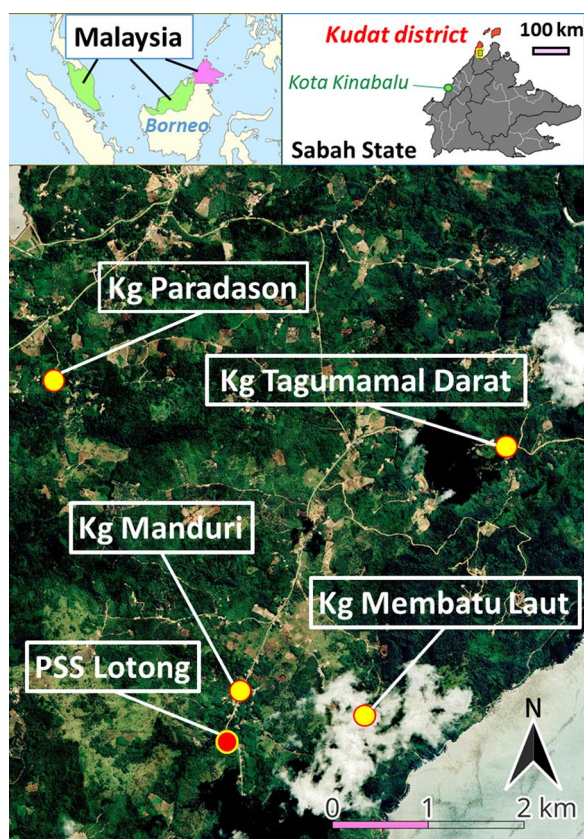 Malaysia
Borneo
Kudat district
100 km
Kota Kinabalu
Sabah State
Kg Paradason
Kg Tagumamal Darat
Kg Manduri
Kg Membatu Laut
PSS Lotong
N
0 1 2 km